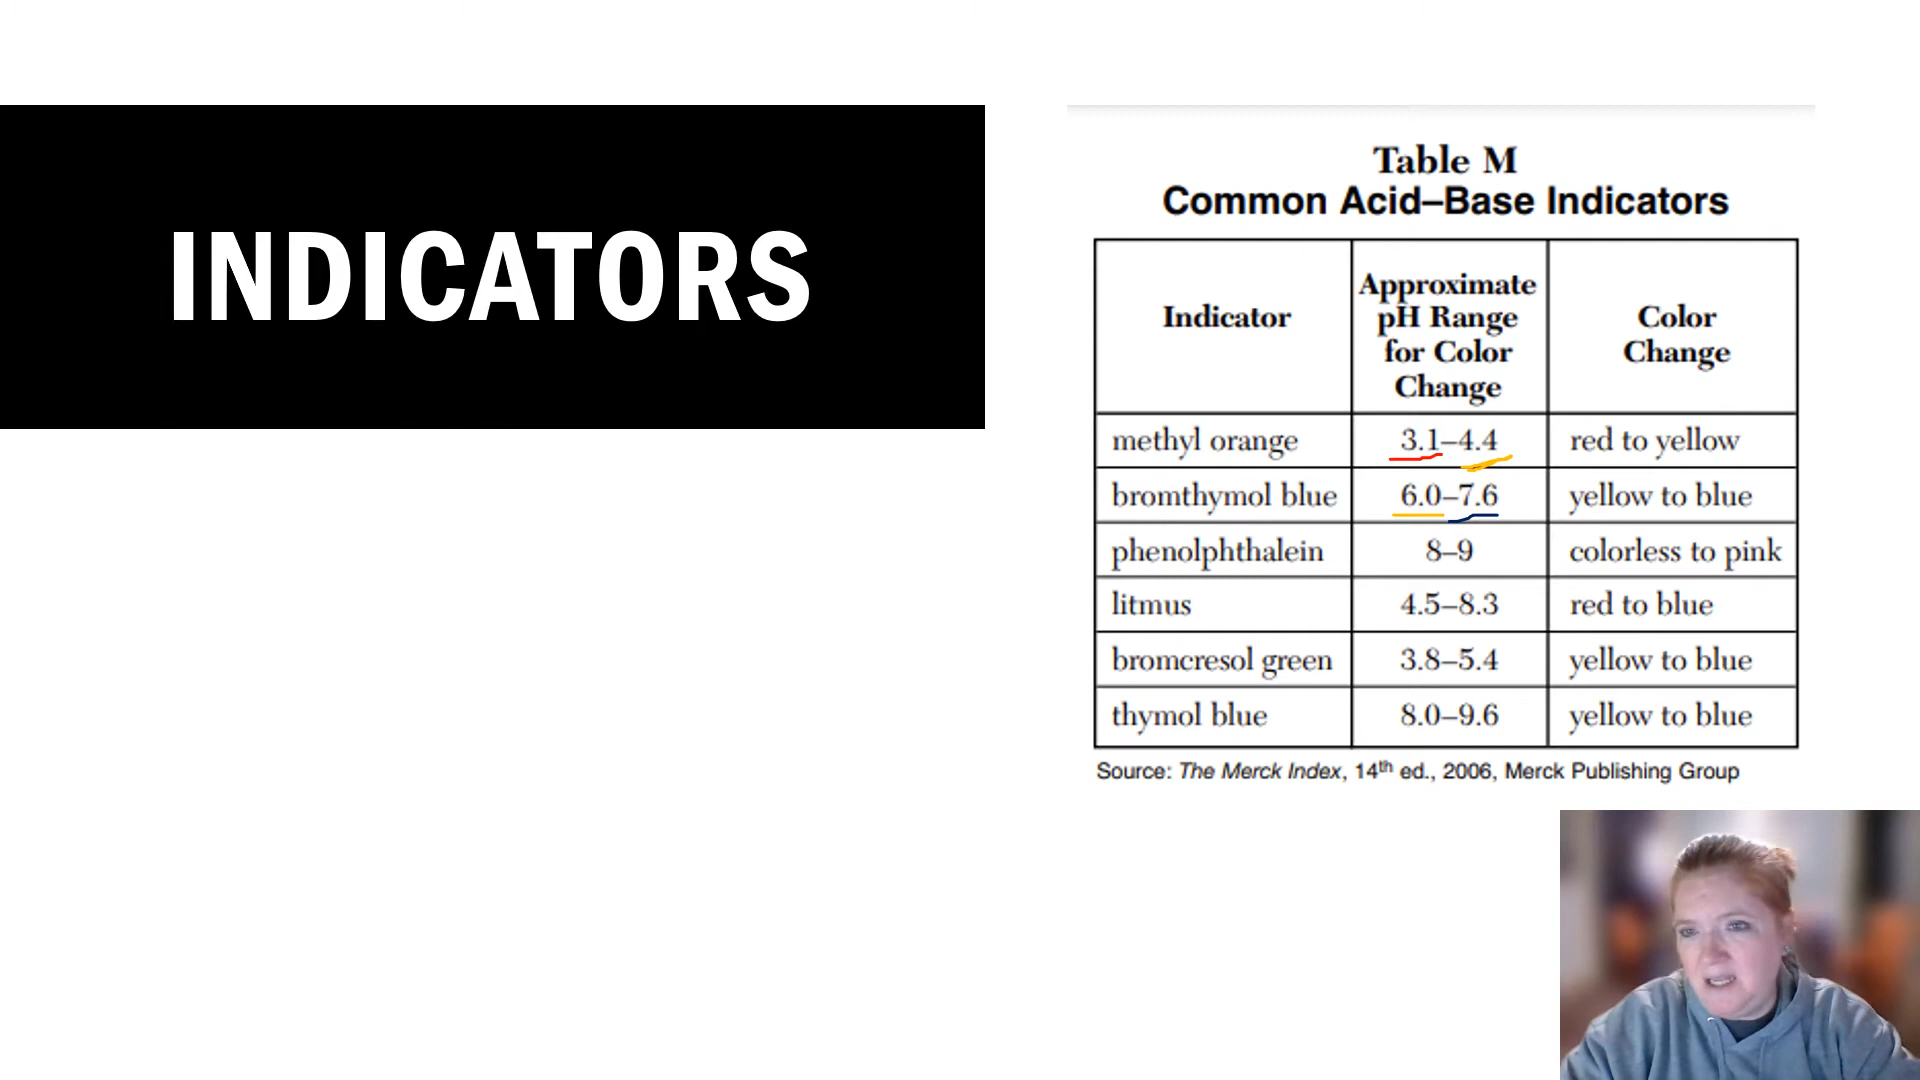 INDICATORS
Table M
Common Acid–Base Indicators
Indicator
Approximate
pH Range
for Color
Change
Color
Change
methyl orange 3.1–4.4 red to yellow
bromthymol blue 6.0–7.6 yellow to blue
phenolphthalein 8–9 colorless to pink
litmus 4.5–8.3 red to blue
bromcresol green 3.8–5.4 yellow to blue
thymol blue 8.0–9.6 yellow to blue
Source: The Merck Index, 14th ed., 2006, Merck Publishing Group